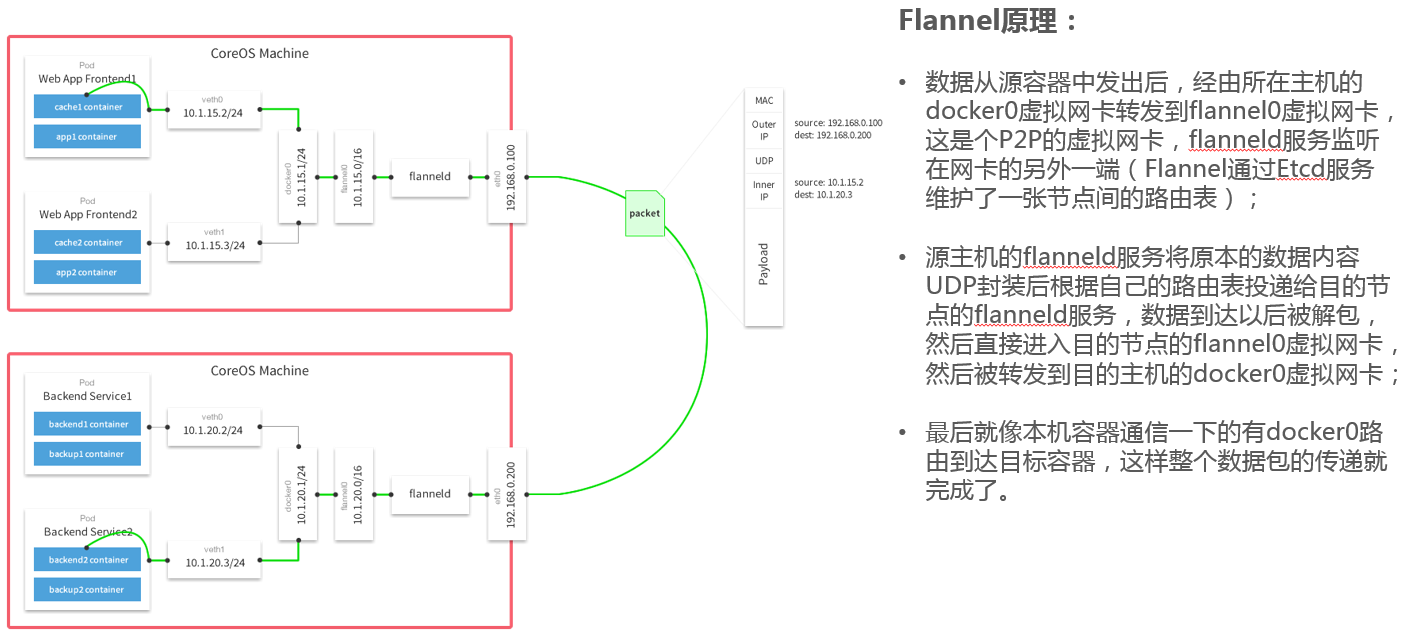 CoreOS Machine
Pod
Web App Frontend1
cache1 container
app1 container
veth0
10.1.15.2/24
Pod
Web App Frontend2
cache2 container
app2 container
veth1
10.1.15.3/24
docker0
10.1.15.1/24
flannel0
10.1.15.0/16
flanneld
eth0
192.168.0.100
CoreOS Machine
Pod
Backend Service1
backend1 container
backup1 container
veth0
10.1.20.2/24
Pod
Backend Service2
backend2 container
backup2 container
veth1
10.1.20.3/24
docker0
10.1.20.1/24
flannel0
10.1.20.0/16
flanneld
eth0
192.168.0.200
packet
MAC
Outer
IP
source: 192.168.0.100
dest: 192.168.0.200
UDP
Inner
IP
source: 10.1.15.2
dest: 10.1.20.3
Payload
Flannel原理：
• 数据从源容器中发出后，经由所在主机的
docker0虚拟网卡转发到flannel0虚拟网卡，
这是个P2P的虚拟网卡，flanneld服务监听
在网卡的另外一端（Flannel通过Etcd服务
维护了一张节点间的路由表）；
• 源主机的flanneld服务将原本的数据内容
UDP封装后根据自己的路由表投递给目的节
点的flanneld服务，数据到达以后被解包，
然后直接进入目的节点的flannel0虚拟网卡，
然后被转发到目的主机的docker0虚拟网卡；
• 最后就像本机容器通信一下的有docker0路
由到达目标容器，这样整个数据包的传递就
完成了。